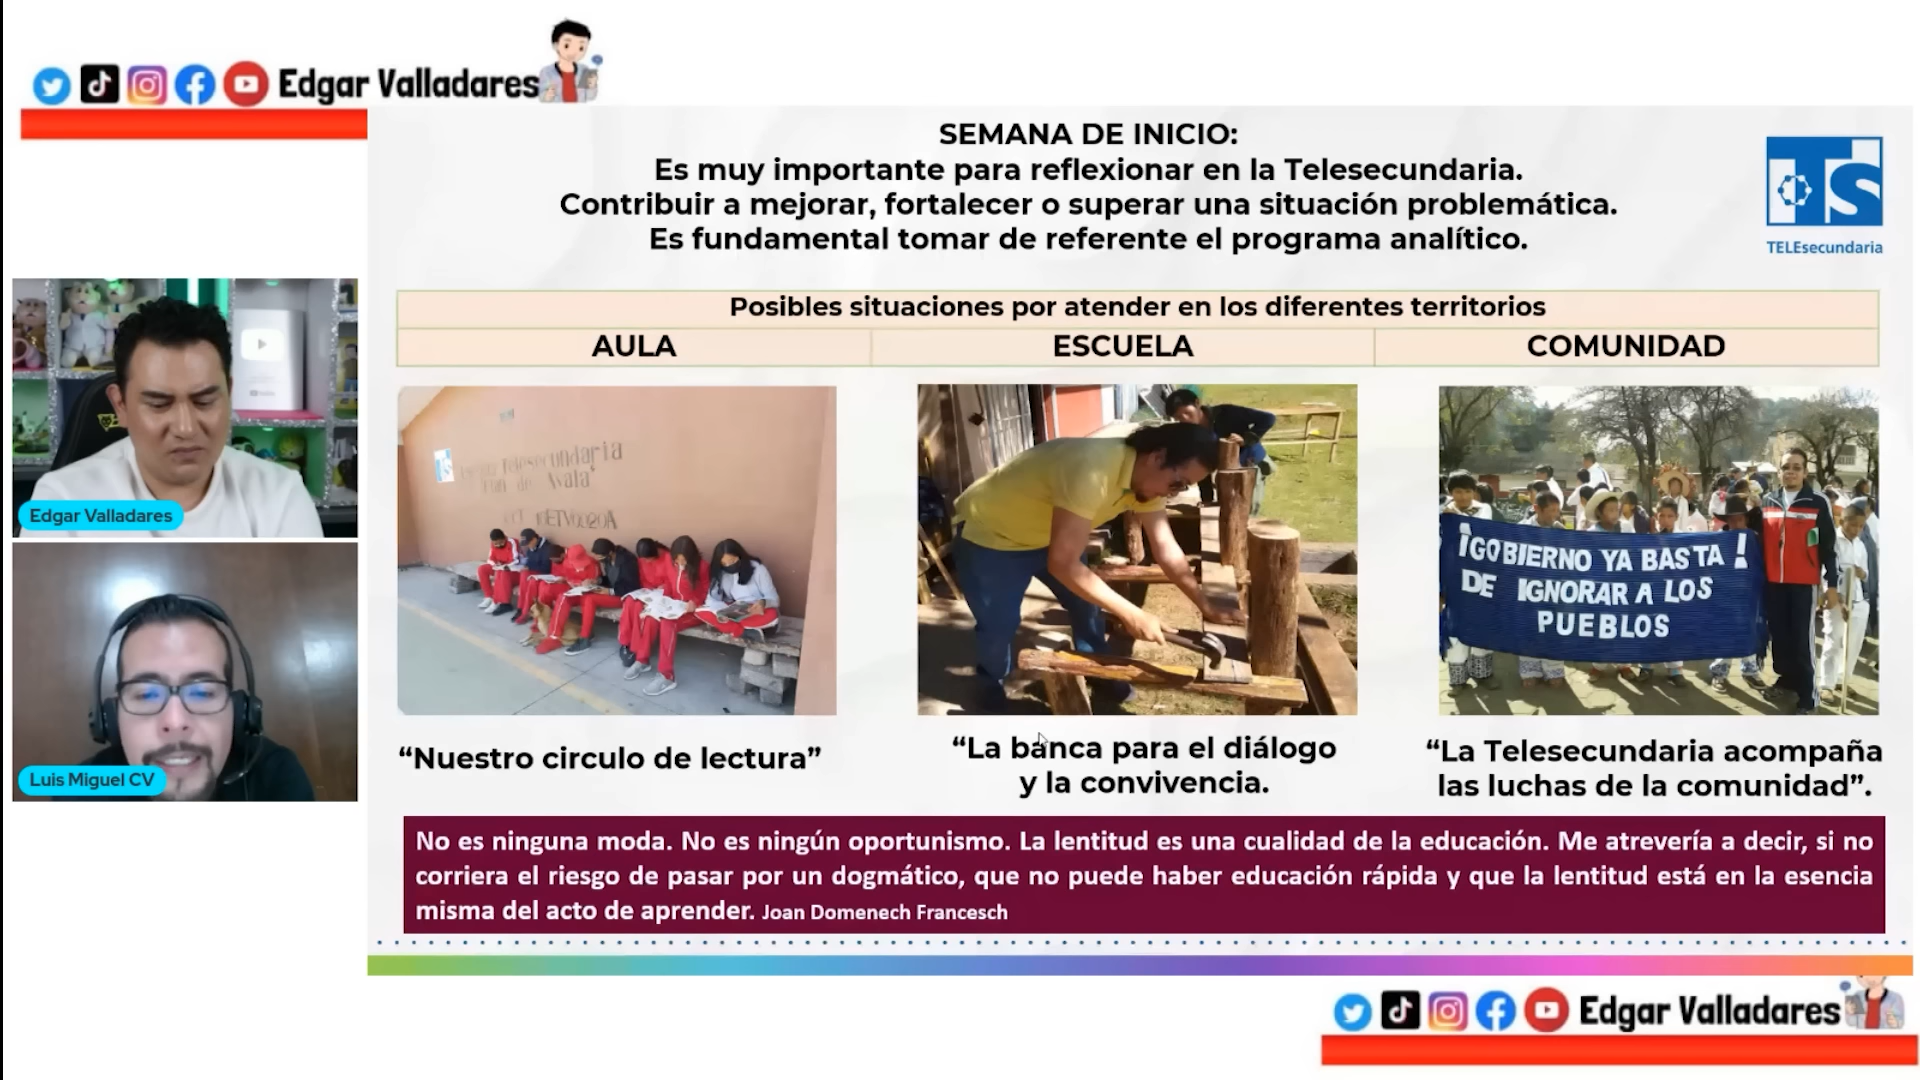 Edgar Valladares
SEMANA DE INICIO:
Es muy importante para reflexionar en la Telesecundaria.
Contribuir a mejorar, fortalecer o superar una situación problemática.
Es fundamental tomar de referente el programa analítico.
TS
TELEsecundaria
Posibles situaciones por atender en los diferentes territorios
AULA
ESCUELA
COMUNIDAD
Telesecundaria
de Ayala"
¡GOBIERNO YA BASTA!
DE IGNORAR A LOS
PUEBLOS
Edgar Valladares
Luis Miguel CV
“Nuestro circulo de lectura”
“La banca para el diálogo
y la convivencia.
“La Telesecundaria acompaña
las luchas de la comunidad”.
No es ninguna moda. No es ningún oportunismo. La lentitud es una cualidad de la educación. Me atrevería a decir, si no
corriera el riesgo de pasar por un dogmático, que no puede haber educación rápida y que la lentitud está en la esencia
misma del acto de aprender. Joan Domenech Francesch
Edgar Valladares